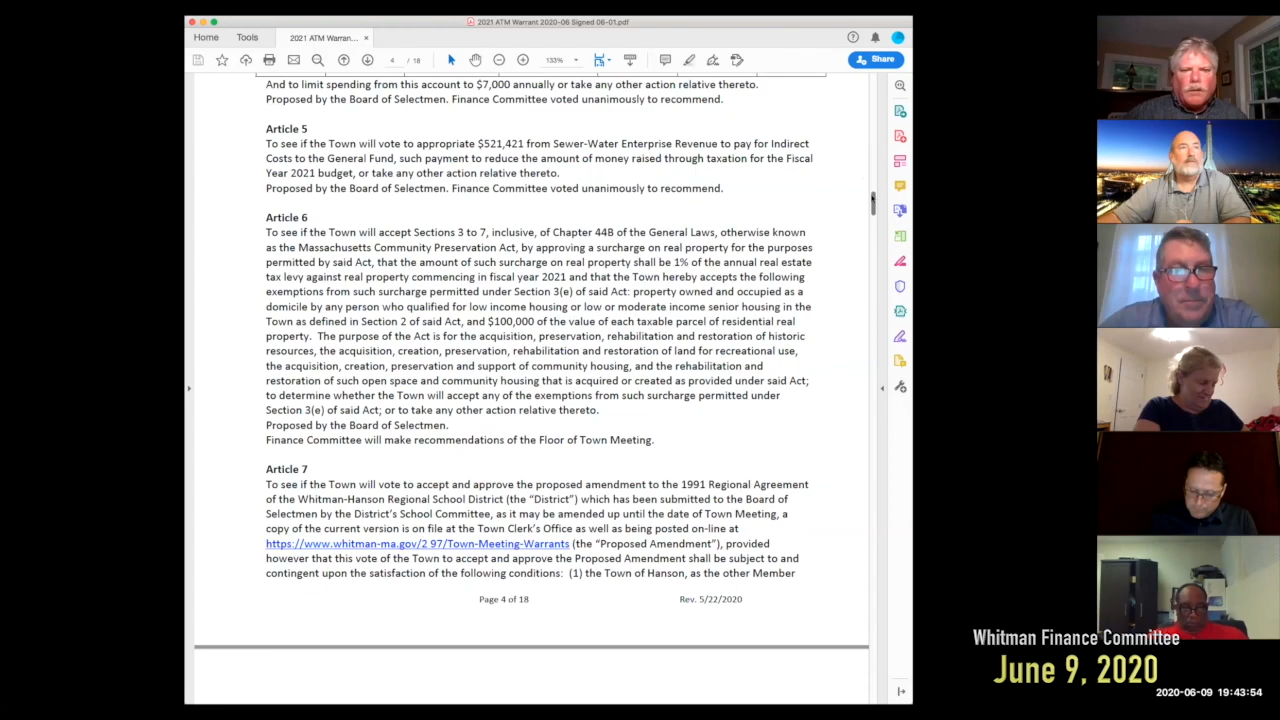 2021 ATM Warrant 2020-06 Signed 06-01.pdf
Home Tools 2021 ATM Warran... ×
4 / 18 133% Share
And to limit spending from this account to $7,000 annually or take any other action relative thereto.
Proposed by the Board of Selectmen. Finance Committee voted unanimously to recommend.
Article 5
To see if the Town will vote to appropriate $521,421 from Sewer-Water Enterprise Revenue to pay for Indirect
Costs to the General Fund, such payment to reduce the amount of money raised through taxation for the Fiscal
Year 2021 budget, or take any other action relative thereto.
Proposed by the Board of Selectmen. Finance Committee voted unanimously to recommend.
Article 6
To see if the Town will accept Sections 3 to 7, inclusive, of Chapter 44B of the General Laws, otherwise known
as the Massachusetts Community Preservation Act, by approving a surcharge on real property for the purposes
permitted by said Act, that the amount of such surcharge on real property shall be 1% of the annual real estate
tax levy against real property commencing in fiscal year 2021 and that the Town hereby accepts the following
exemptions from such surcharge permitted under Section 3(e) of said Act: property owned and occupied as a
domicile by any person who qualified for low income housing or low or moderate income senior housing in the
Town as defined in Section 2 of said Act, and $100,000 of the value of each taxable parcel of residential real
property. The purpose of the Act is for the acquisition, preservation, rehabilitation and restoration of historic
resources, the acquisition, creation, preservation, rehabilitation and restoration of land for recreational use,
the acquisition, creation, preservation and support of community housing, and the rehabilitation and
restoration of such open space and community housing that is acquired or created as provided under said Act;
to determine whether the Town will accept any of the exemptions from such surcharge permitted under
Section 3(e) of said Act; or to take any other action relative thereto.
Proposed by the Board of Selectmen.
Finance Committee will make recommendations of the Floor of Town Meeting.
Article 7
To see if the Town will vote to accept and approve the proposed amendment to the 1991 Regional Agreement
of the Whitman-Hanson Regional School District (the “District”) which has been submitted to the Board of
Selectmen by the District’s School Committee, as it may be amended up until the date of Town Meeting, a
copy of the current version is on file at the Town Clerk’s Office as well as being posted on-line at
https://www.whitman-ma.gov/2 97/Town-Meeting-Warrants (the “Proposed Amendment”), provided
however that this vote of the Town to accept and approve the Proposed Amendment shall be subject to and
contingent upon the satisfaction of the following conditions: (1) the Town of Hanson, as the other Member
Page 4 of 18 Rev. 5/22/2020
Whitman Finance Committee
June 9, 2020
2020-06-09 19:43:54